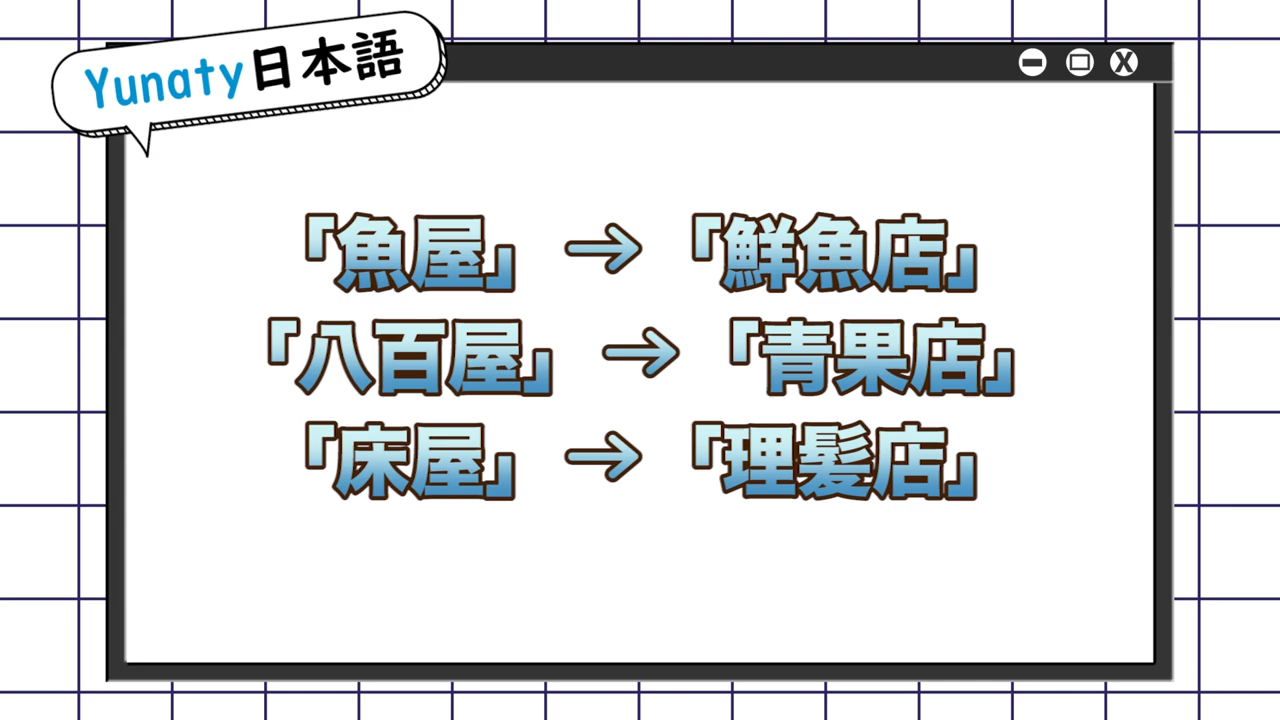 Yunaty日本語
「魚屋」 → 「鮮魚店」
「八百屋」 → 「青果店」
「床屋」 → 「理髪店」